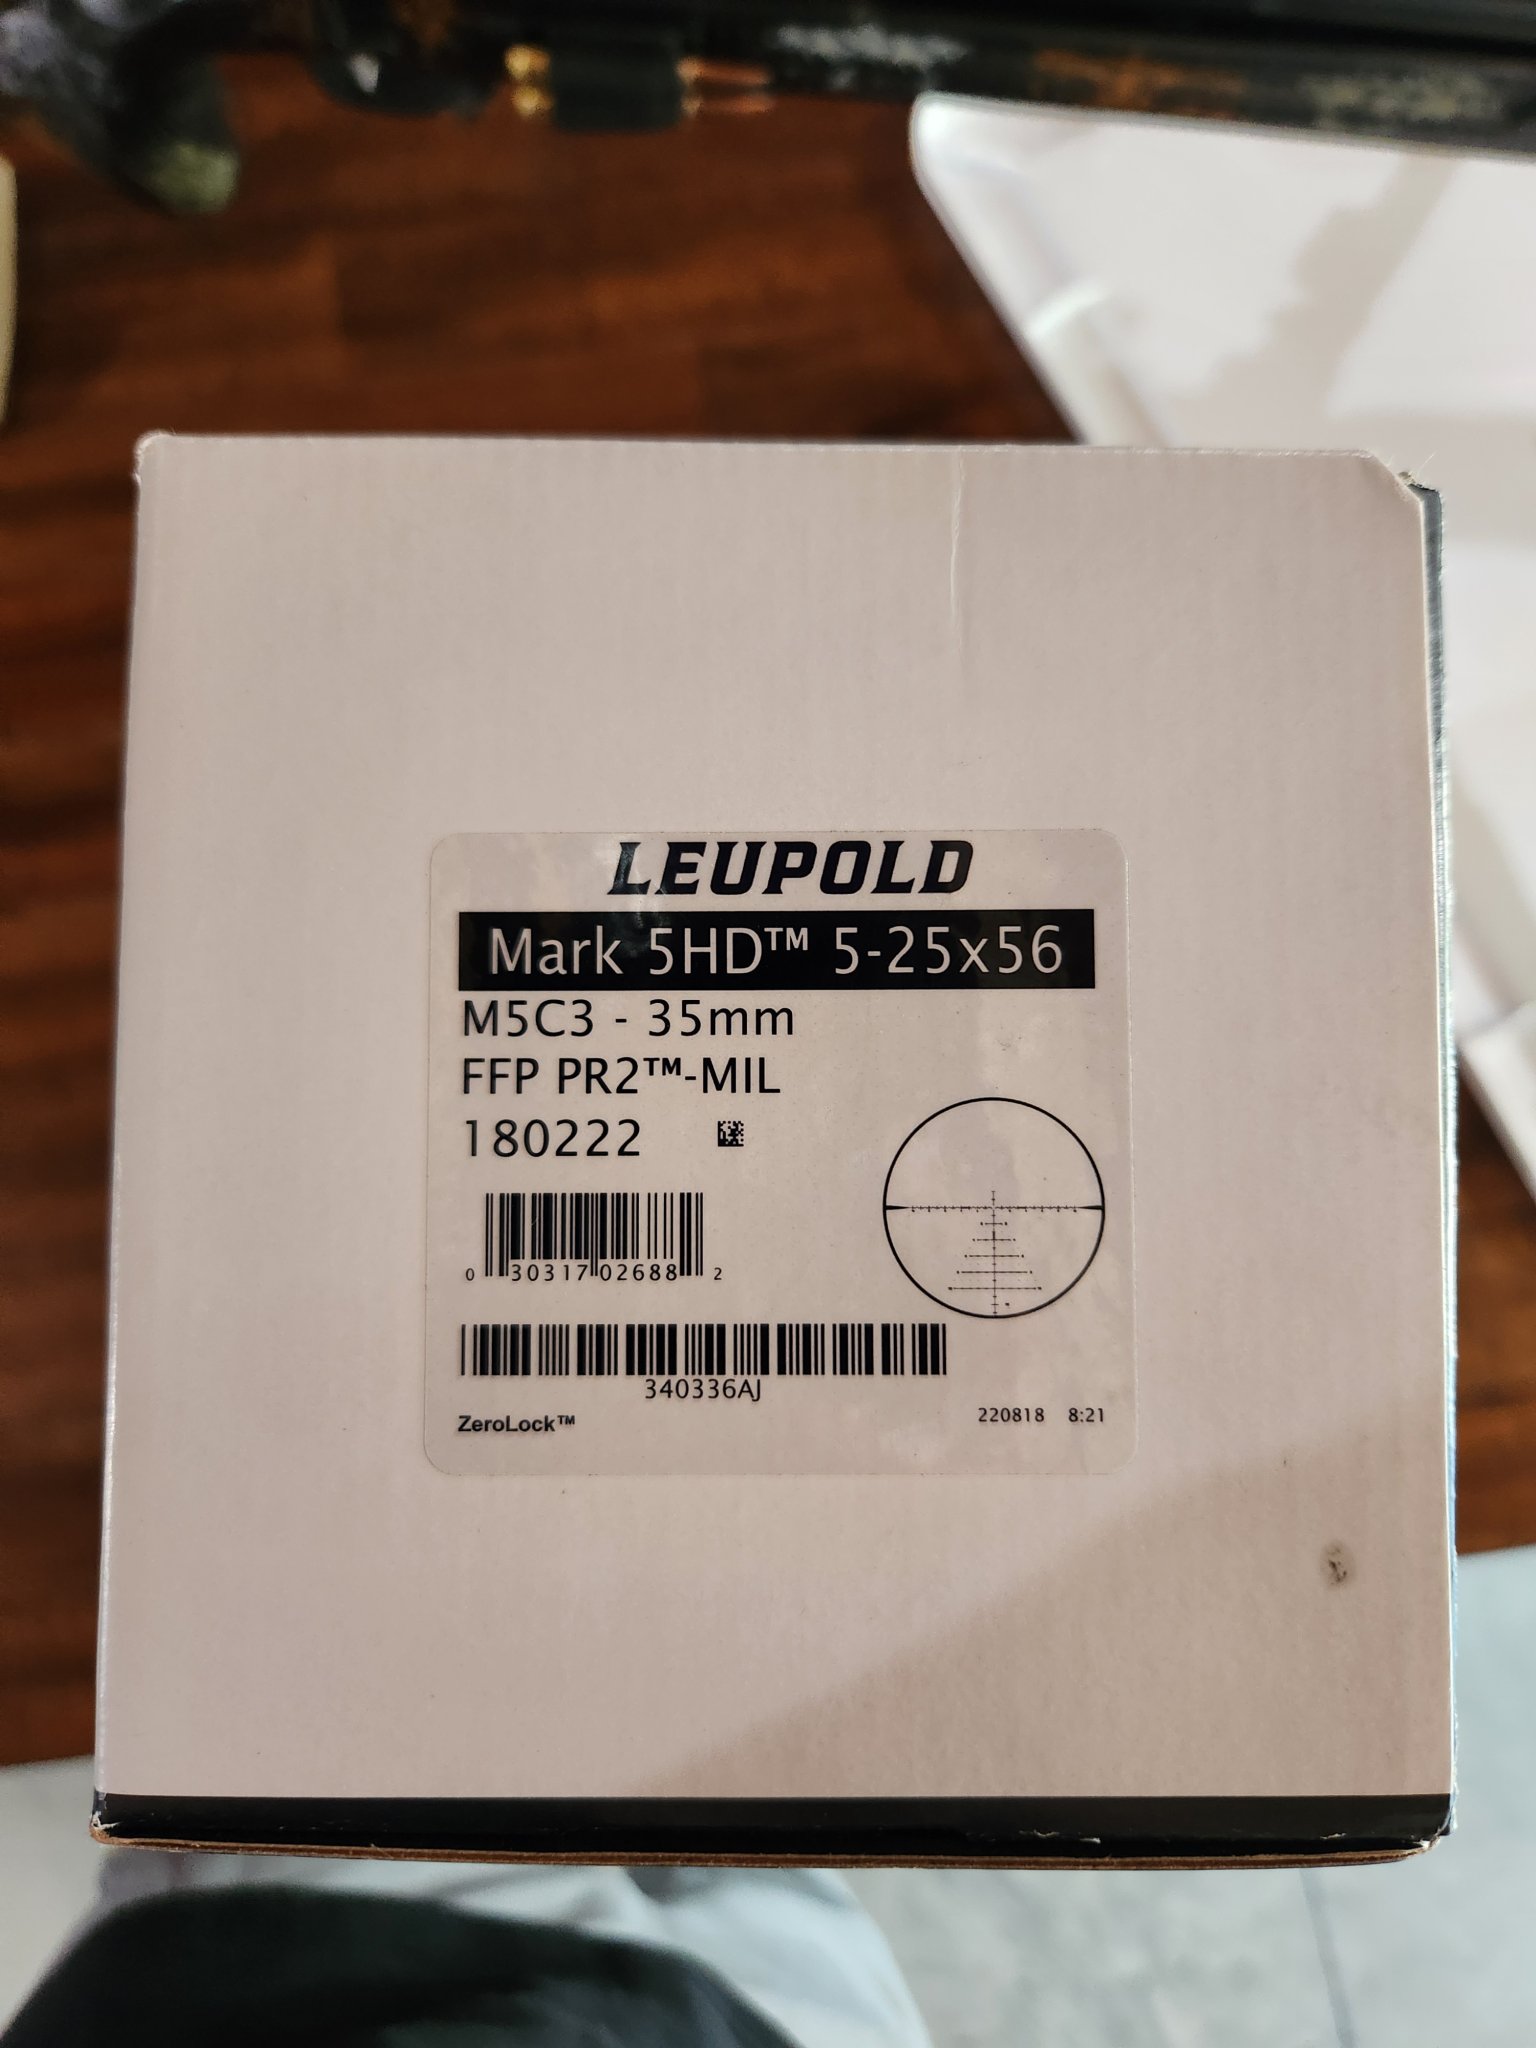 LEUPOLD
Mark 5HD™ 5-25x56
M5C3 - 35mm
FFP PR2™-MIL
180222
0 30317 02688 2
340336AJ
ZeroLock™
220818 8:21